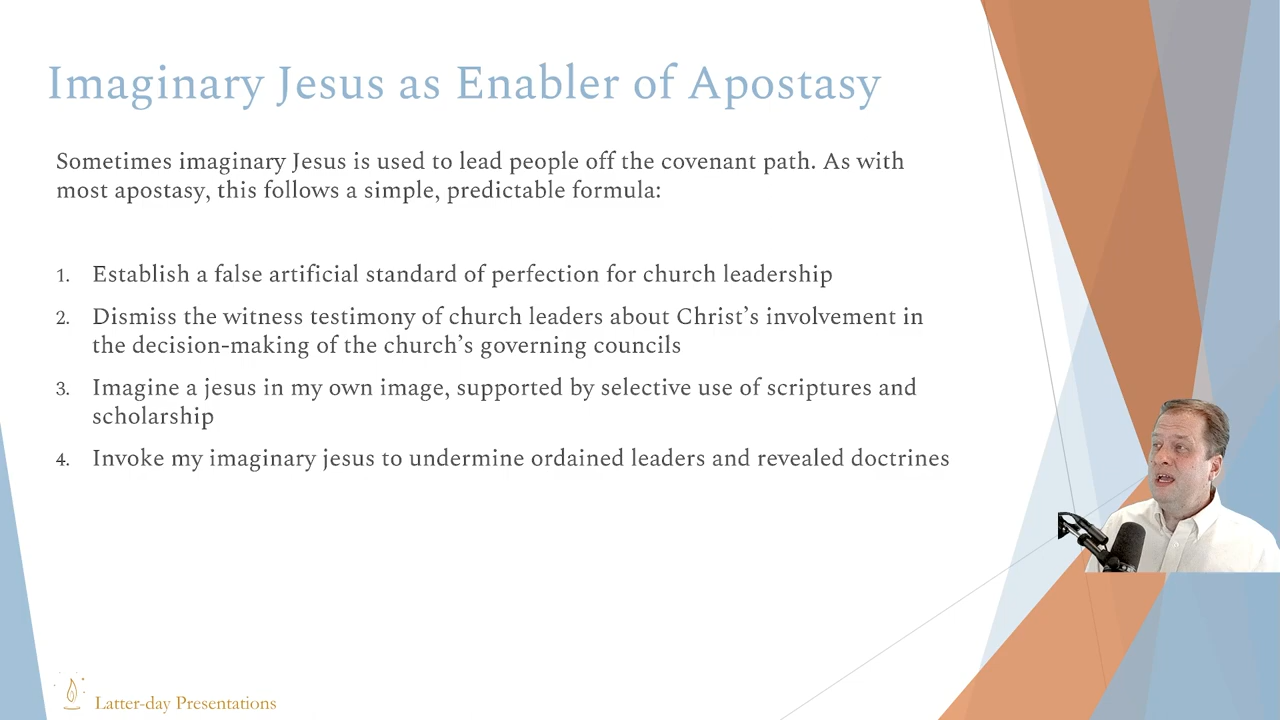 Imaginary Jesus as Enabler of Apostasy
Sometimes imaginary Jesus is used to lead people off the covenant path. As with
most apostasy, this follows a simple, predictable formula:
1. Establish a false artificial standard of perfection for church leadership
2. Dismiss the witness testimony of church leaders about Christ’s involvement in
the decision-making of the church’s governing councils
3. Imagine a jesus in my own image, supported by selective use of scriptures and
scholarship
4. Invoke my imaginary jesus to undermine ordained leaders and revealed doctrines
Latter-day Presentations